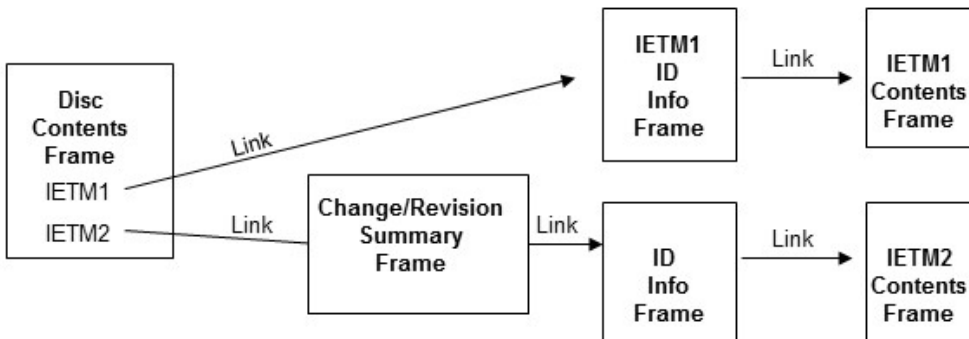 Disc
Contents
Frame
IETM1
IETM2
Link
Link
Change/Revision
Summary
Frame
Link
IETM1
ID
Info
Frame
Link
IETM1
Contents
Frame
ID
Info
Frame
Link
IETM2
Contents
Frame